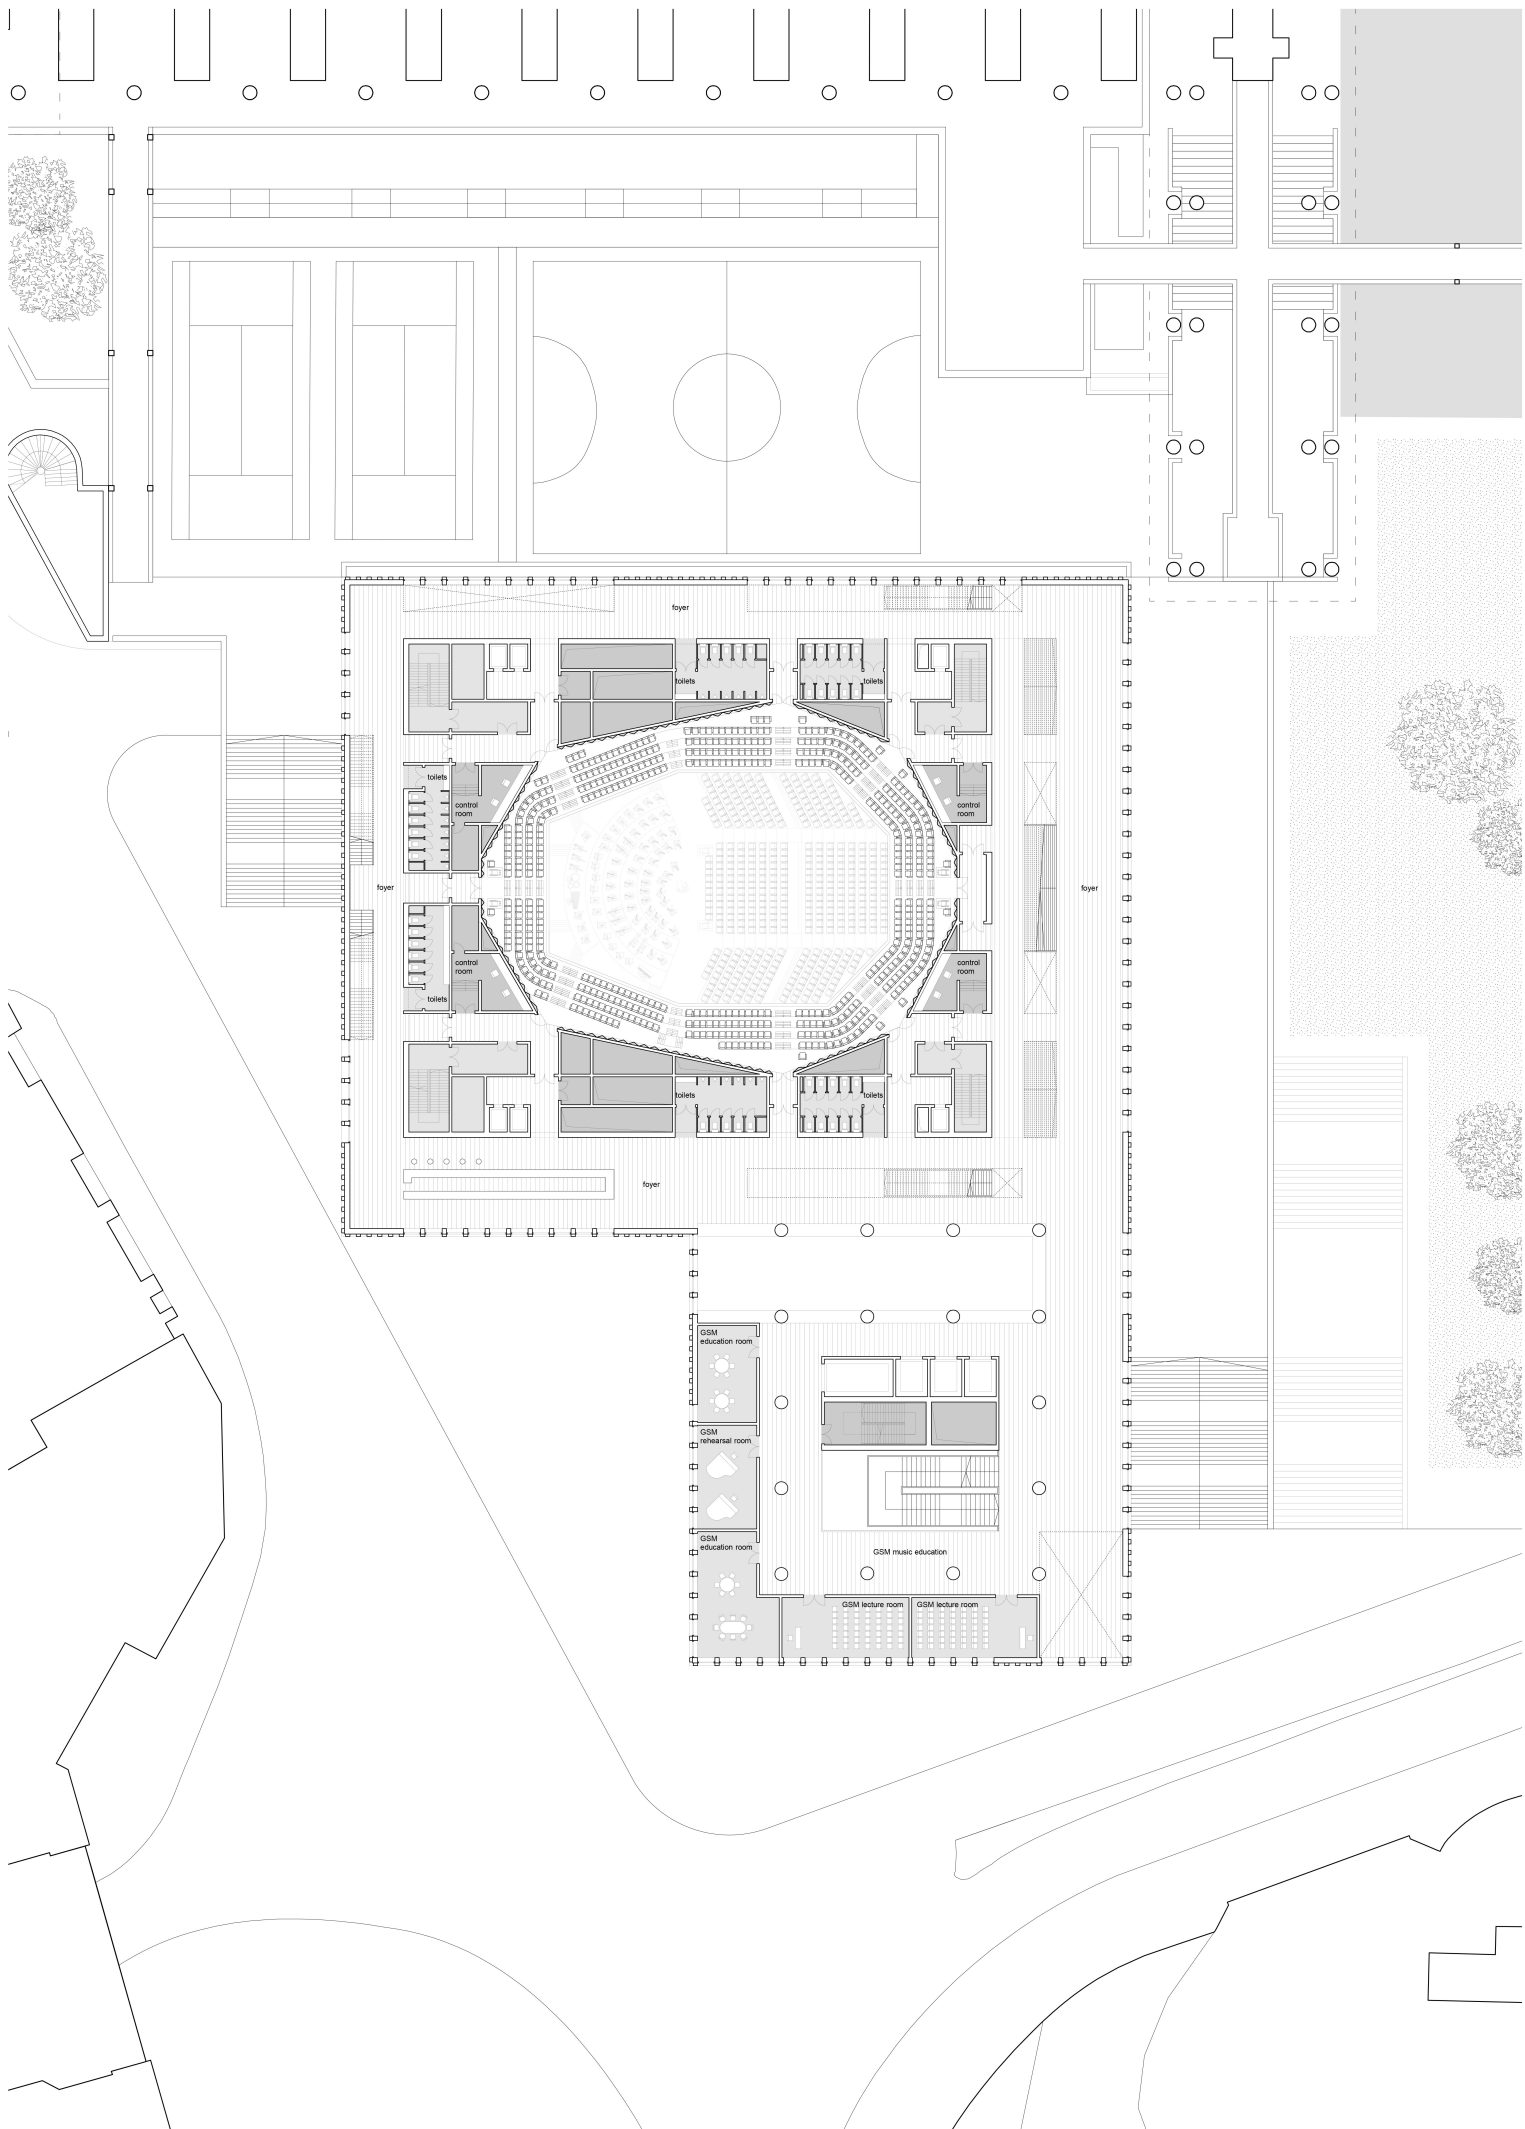 foyer
toilets
toilets
toilets
control
room
control
room
foyer
foyer
control
room
control
room
toilets
toilets
toilets
foyer
GSM
education room
GSM
rehearsal room
GSM
education room
GSM music education
GSM lecture room
GSM lecture room